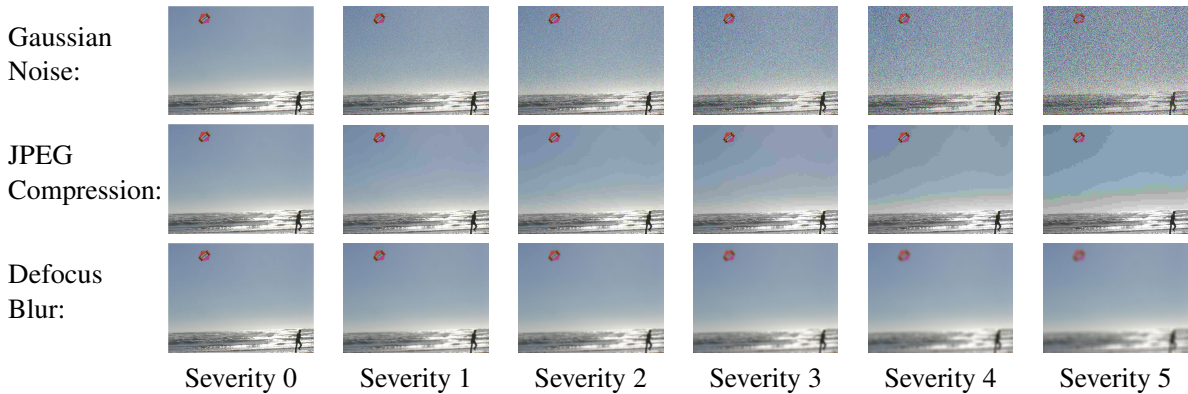 Gaussian
Noise:
JPEG
Compression:
Defocus
Blur:
Severity 0 Severity 1 Severity 2 Severity 3 Severity 4 Severity 5